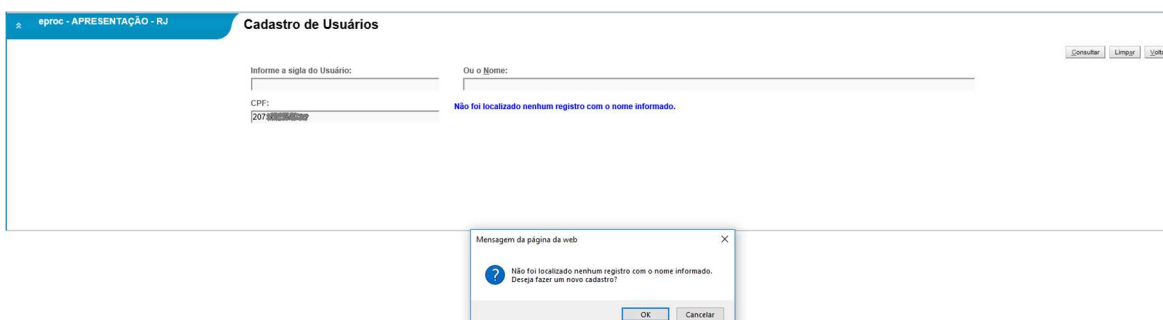 eproc - APRESENTAÇÃO - RJ
Cadastro de Usuários
Consultar Limpar
Informe a sigla do Usuário: Ou o Nome:
CPF:
Não foi localizado nenhum registro com o nome informado.
Mensagem da página da web
Não foi localizado nenhum registro com o nome informado.
Deseja fazer um novo cadastro?
OK Cancelar